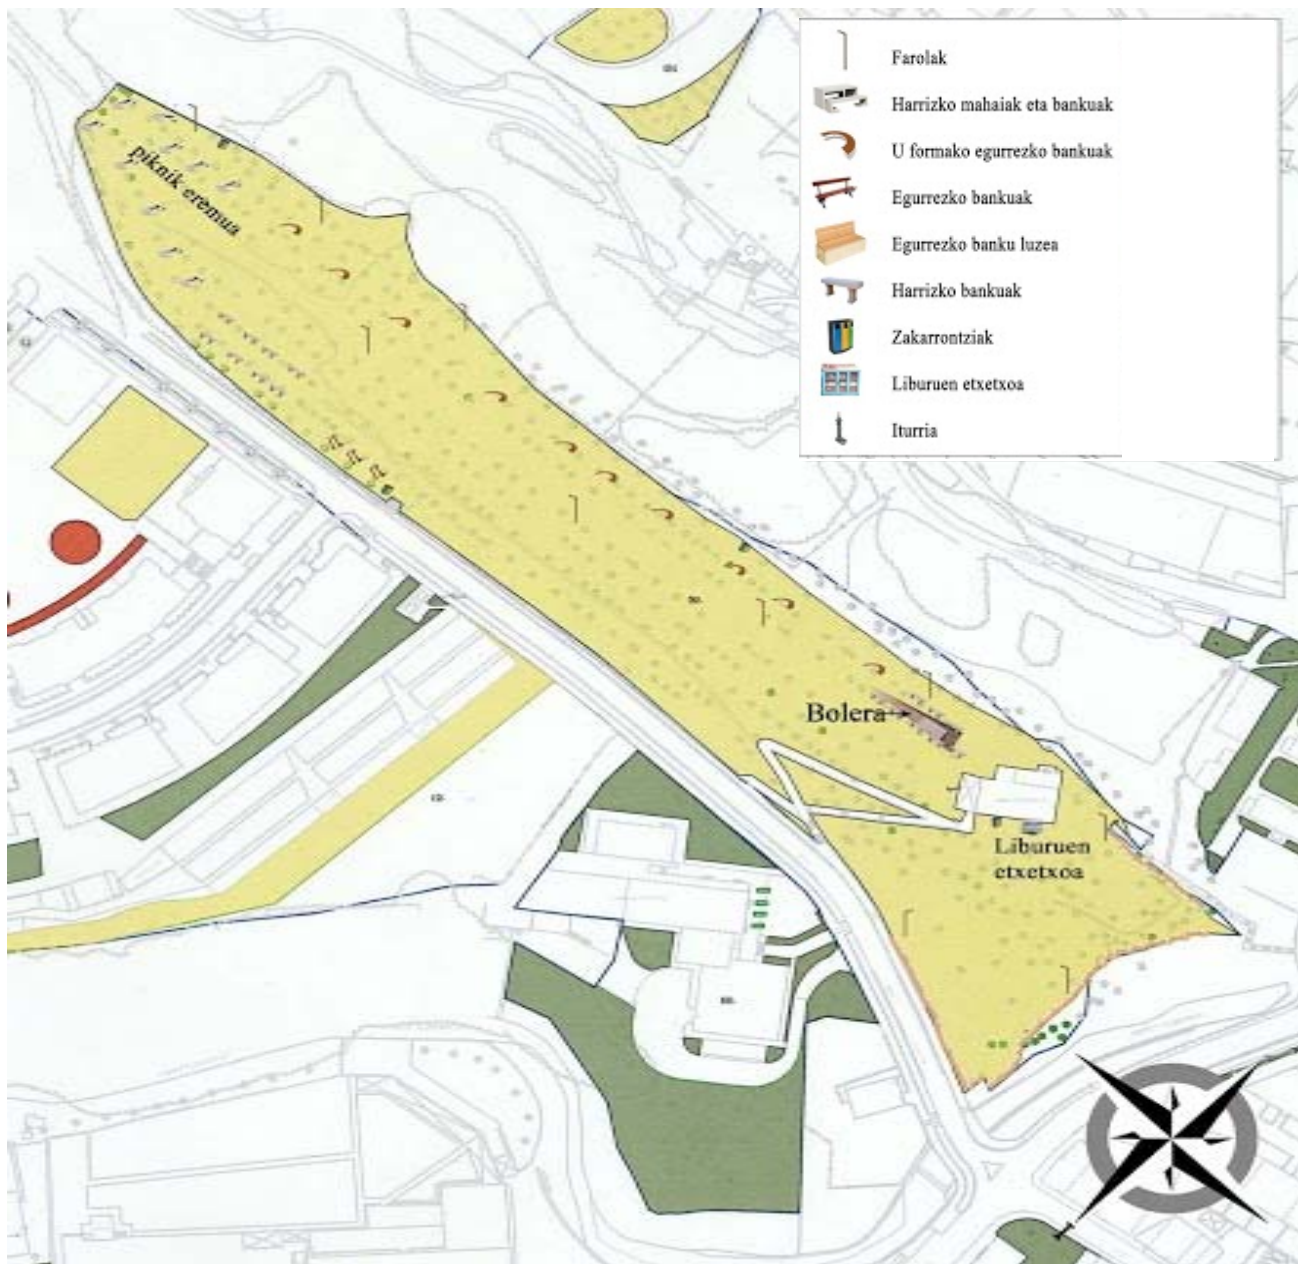 Farolak
Harrizko mahaiak eta bankuak
U formako egurrezko bankuak
Egurrezko bankuak
Egurrezko banku luzea
Harrizko bankuak
Zakarrontziak
Liburuen etxetxoa
Iturria
piknik eremua
Bolera
Liburuen
etxetxoa